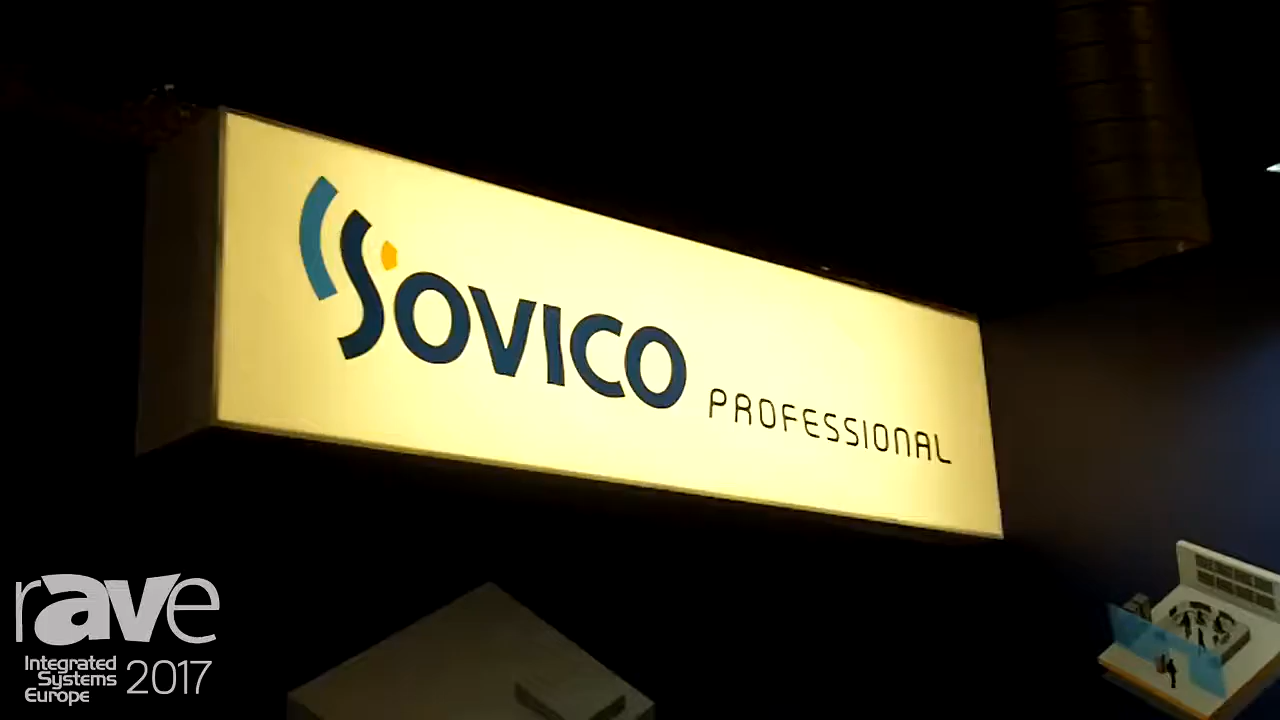 SOVICO PROFESSIONAL
rave
Integrated
Systems
Europe
2017